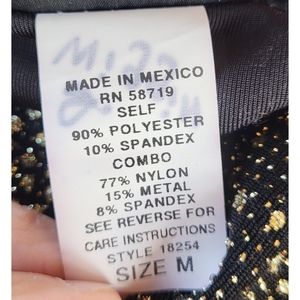 MADE IN MEXICO
RN 58719
SELF
90% POLYESTER
10% SPANDEX
COMBO
77% NYLON
15% METAL
8% SPANDEX
SEE REVERSE FOR
CARE INSTRUCTIONS
STYLE 18254
SIZE M